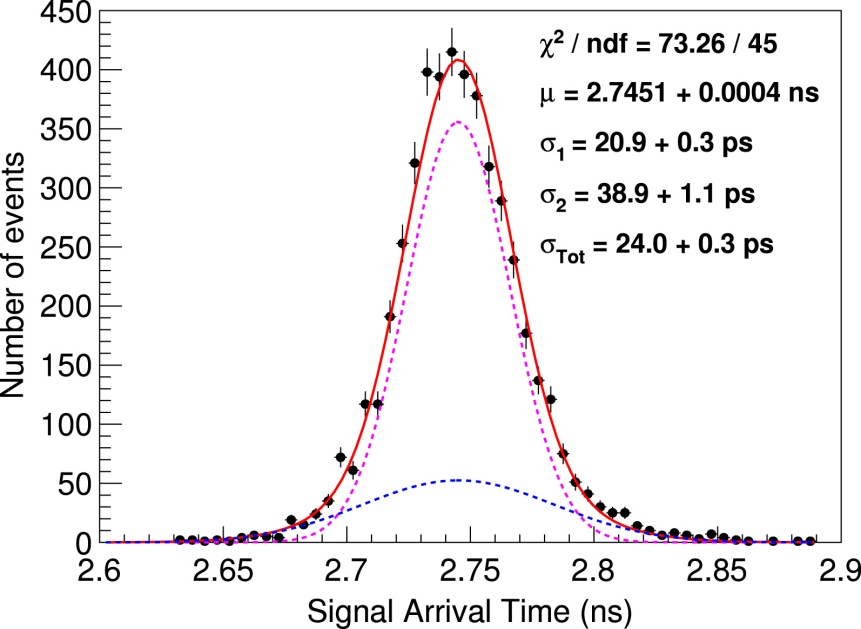 450
400
350
300
250
200
150
100
50
0
Number of events
χ² / ndf = 73.26 / 45
μ = 2.7451 + 0.0004 ns
σ₁ = 20.9 + 0.3 ps
σ₂ = 38.9 + 1.1 ps
σTot = 24.0 + 0.3 ps
2.6 2.65 2.7 2.75 2.8 2.85 2.9
Signal Arrival Time (ns)